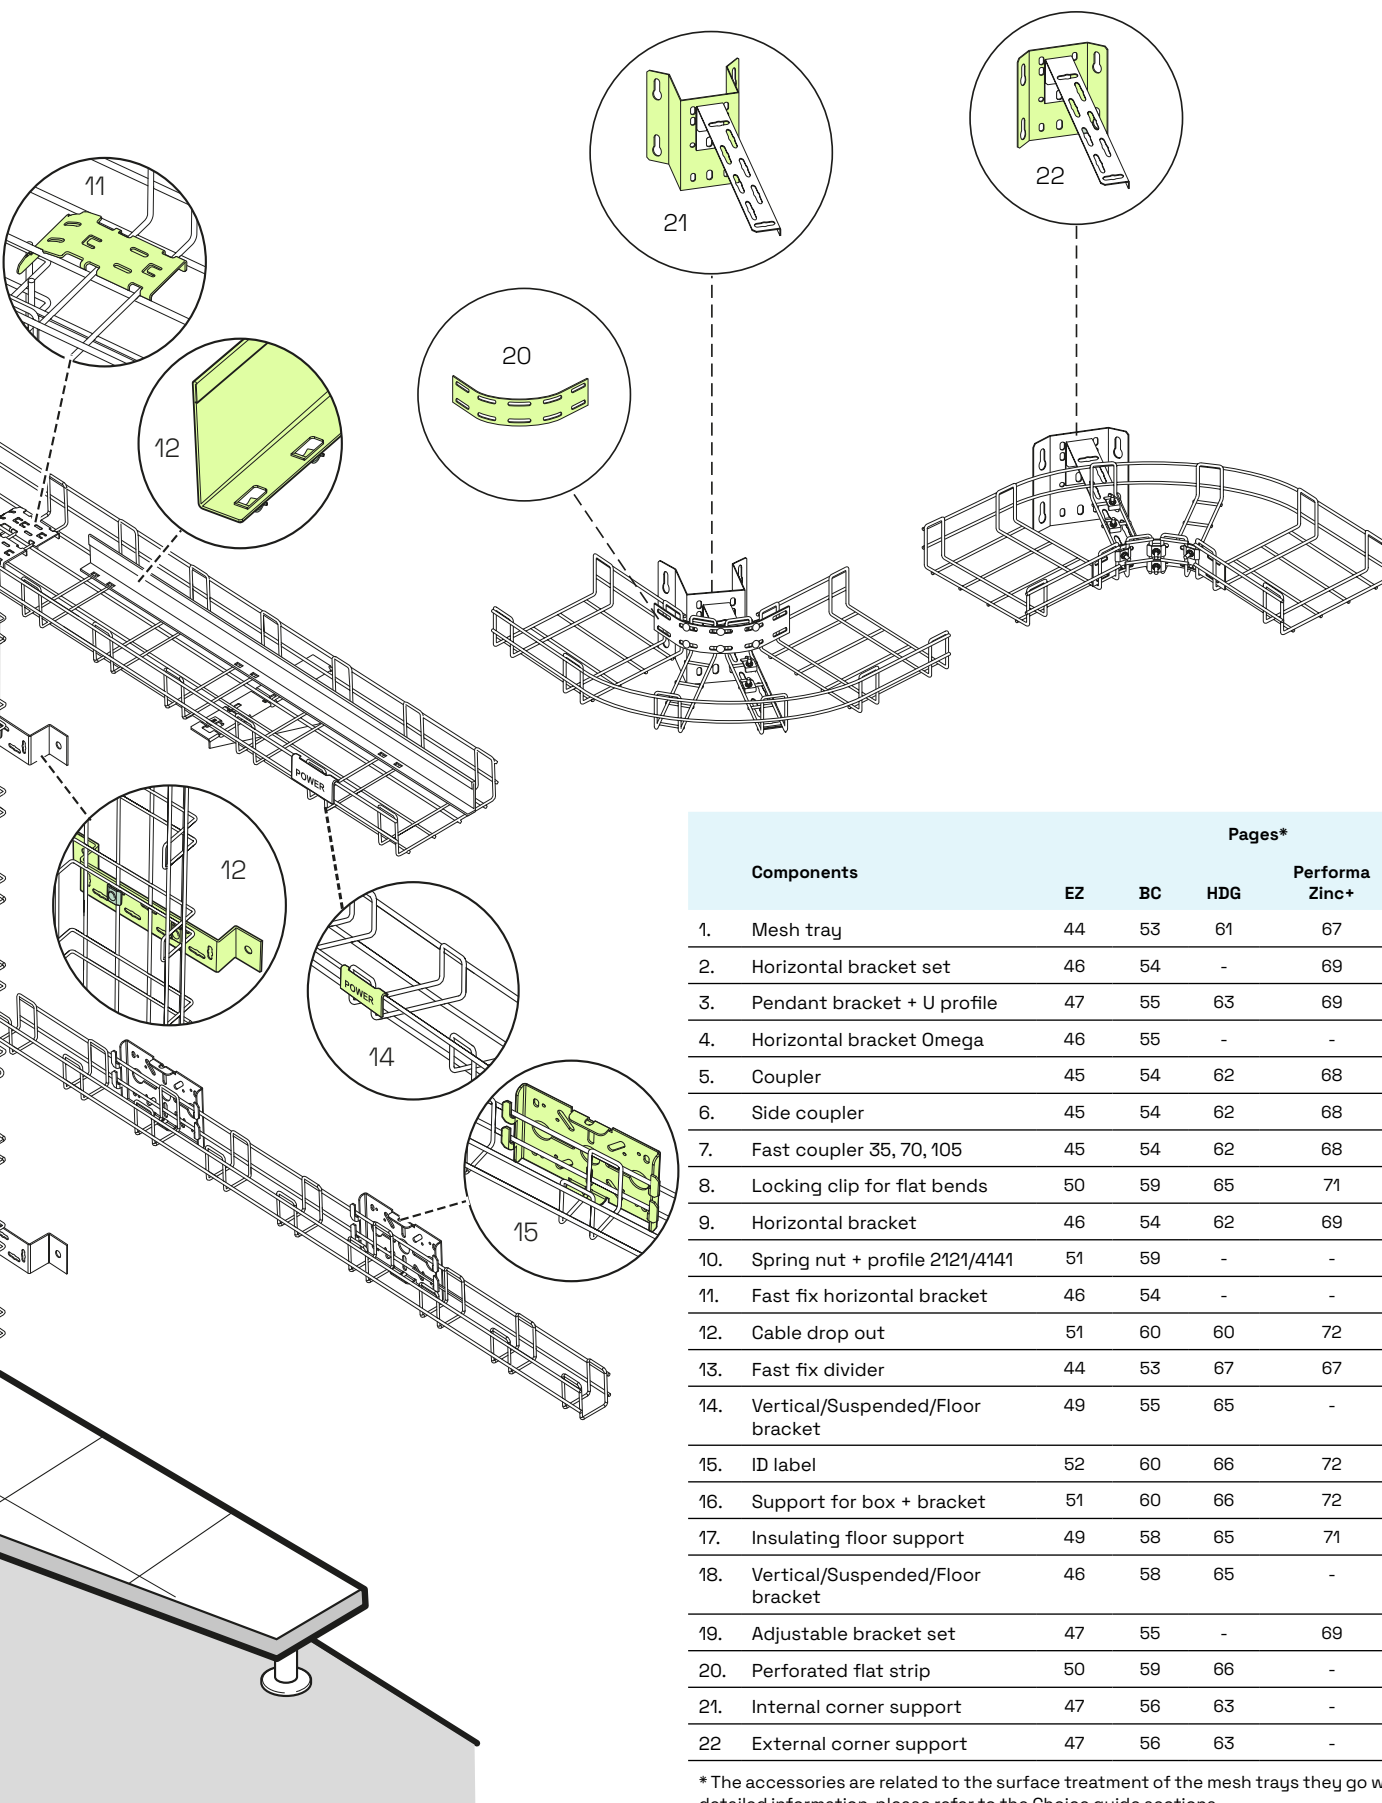 22
21
11
20
12
POWER
12
POWER
14
15
Pages*
Components
EZ BC HDG Performa Zinc+
1. Mesh tray 44 53 61 67
2. Horizontal bracket set 46 54 - 69
3. Pendant bracket + U profile 47 55 63 69
4. Horizontal bracket Omega 46 55 - -
5. Coupler 45 54 62 68
6. Side coupler 45 54 62 68
7. Fast coupler 35, 70, 105 45 54 62 68
8. Locking clip for flat bends 50 59 65 71
9. Horizontal bracket 46 54 62 69
10. Spring nut + profile 2121/4141 51 59 - -
11. Fast fix horizontal bracket 46 54 - -
12. Cable drop out 51 60 60 72
13. Fast fix divider 44 53 67 67
14. Vertical/Suspended/Floor 49 55 65 -
bracket
15. ID label 52 60 66 72
16. Support for box + bracket 51 60 66 72
17. Insulating floor support 49 58 65 71
18. Vertical/Suspended/Floor 46 58 65 -
bracket
19. Adjustable bracket set 47 55 - 69
20. Perforated flat strip 50 59 66 -
21. Internal corner support 47 56 63 -
22 External corner support 47 56 63 -
* The accessories are related to the surface treatment of the mesh trays they go
detailed information, please refer to the Choice guide sections